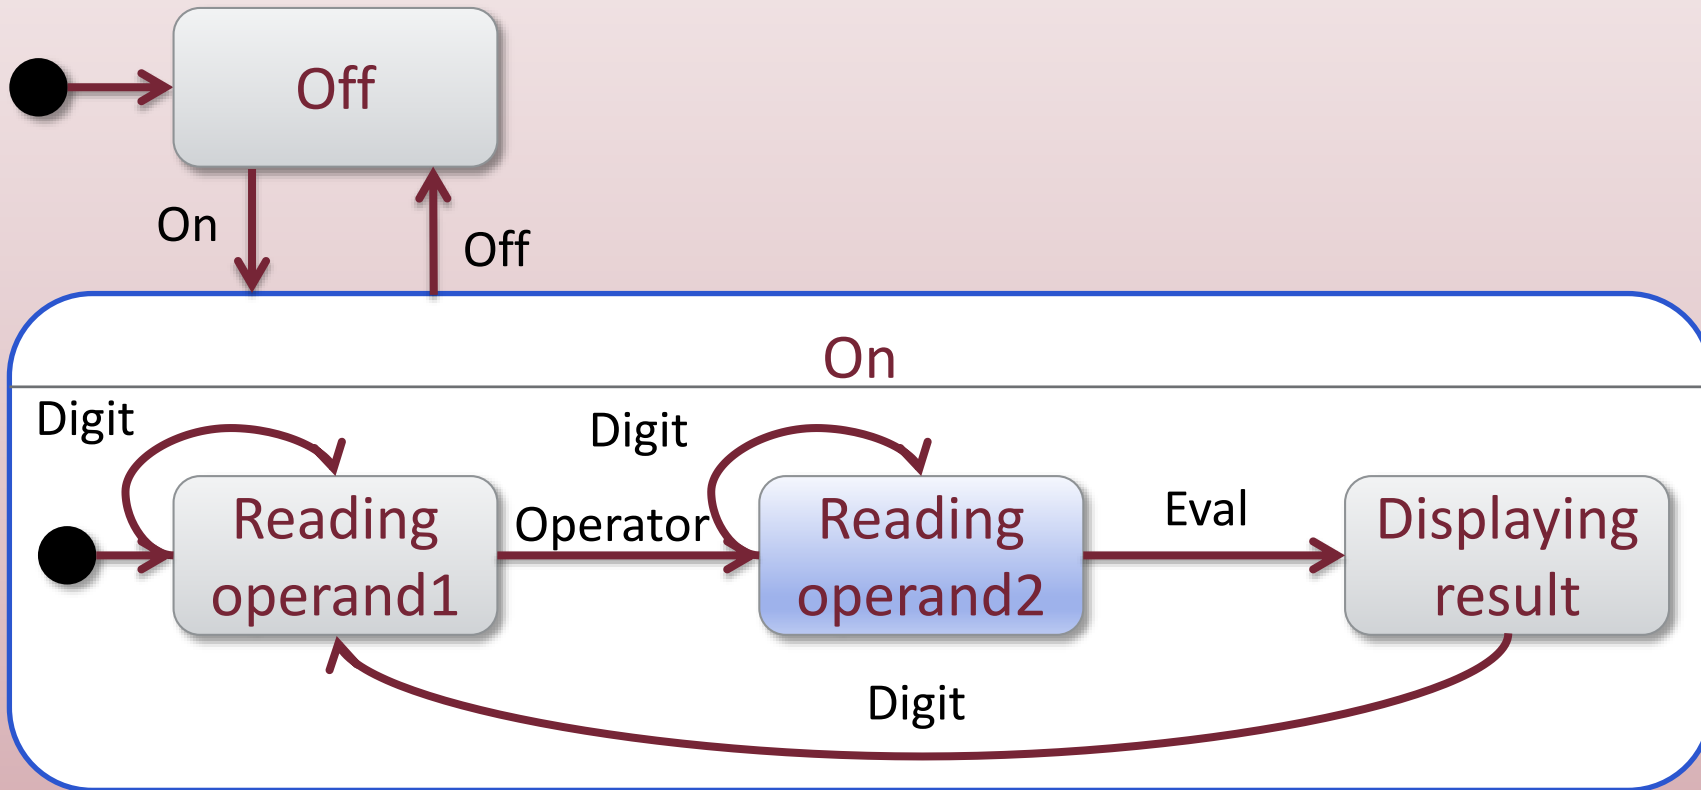 Off
On
Off
On
Digit
Digit
Reading
operand1
Operator
Reading
operand2
Eval
Displaying
result
Digit